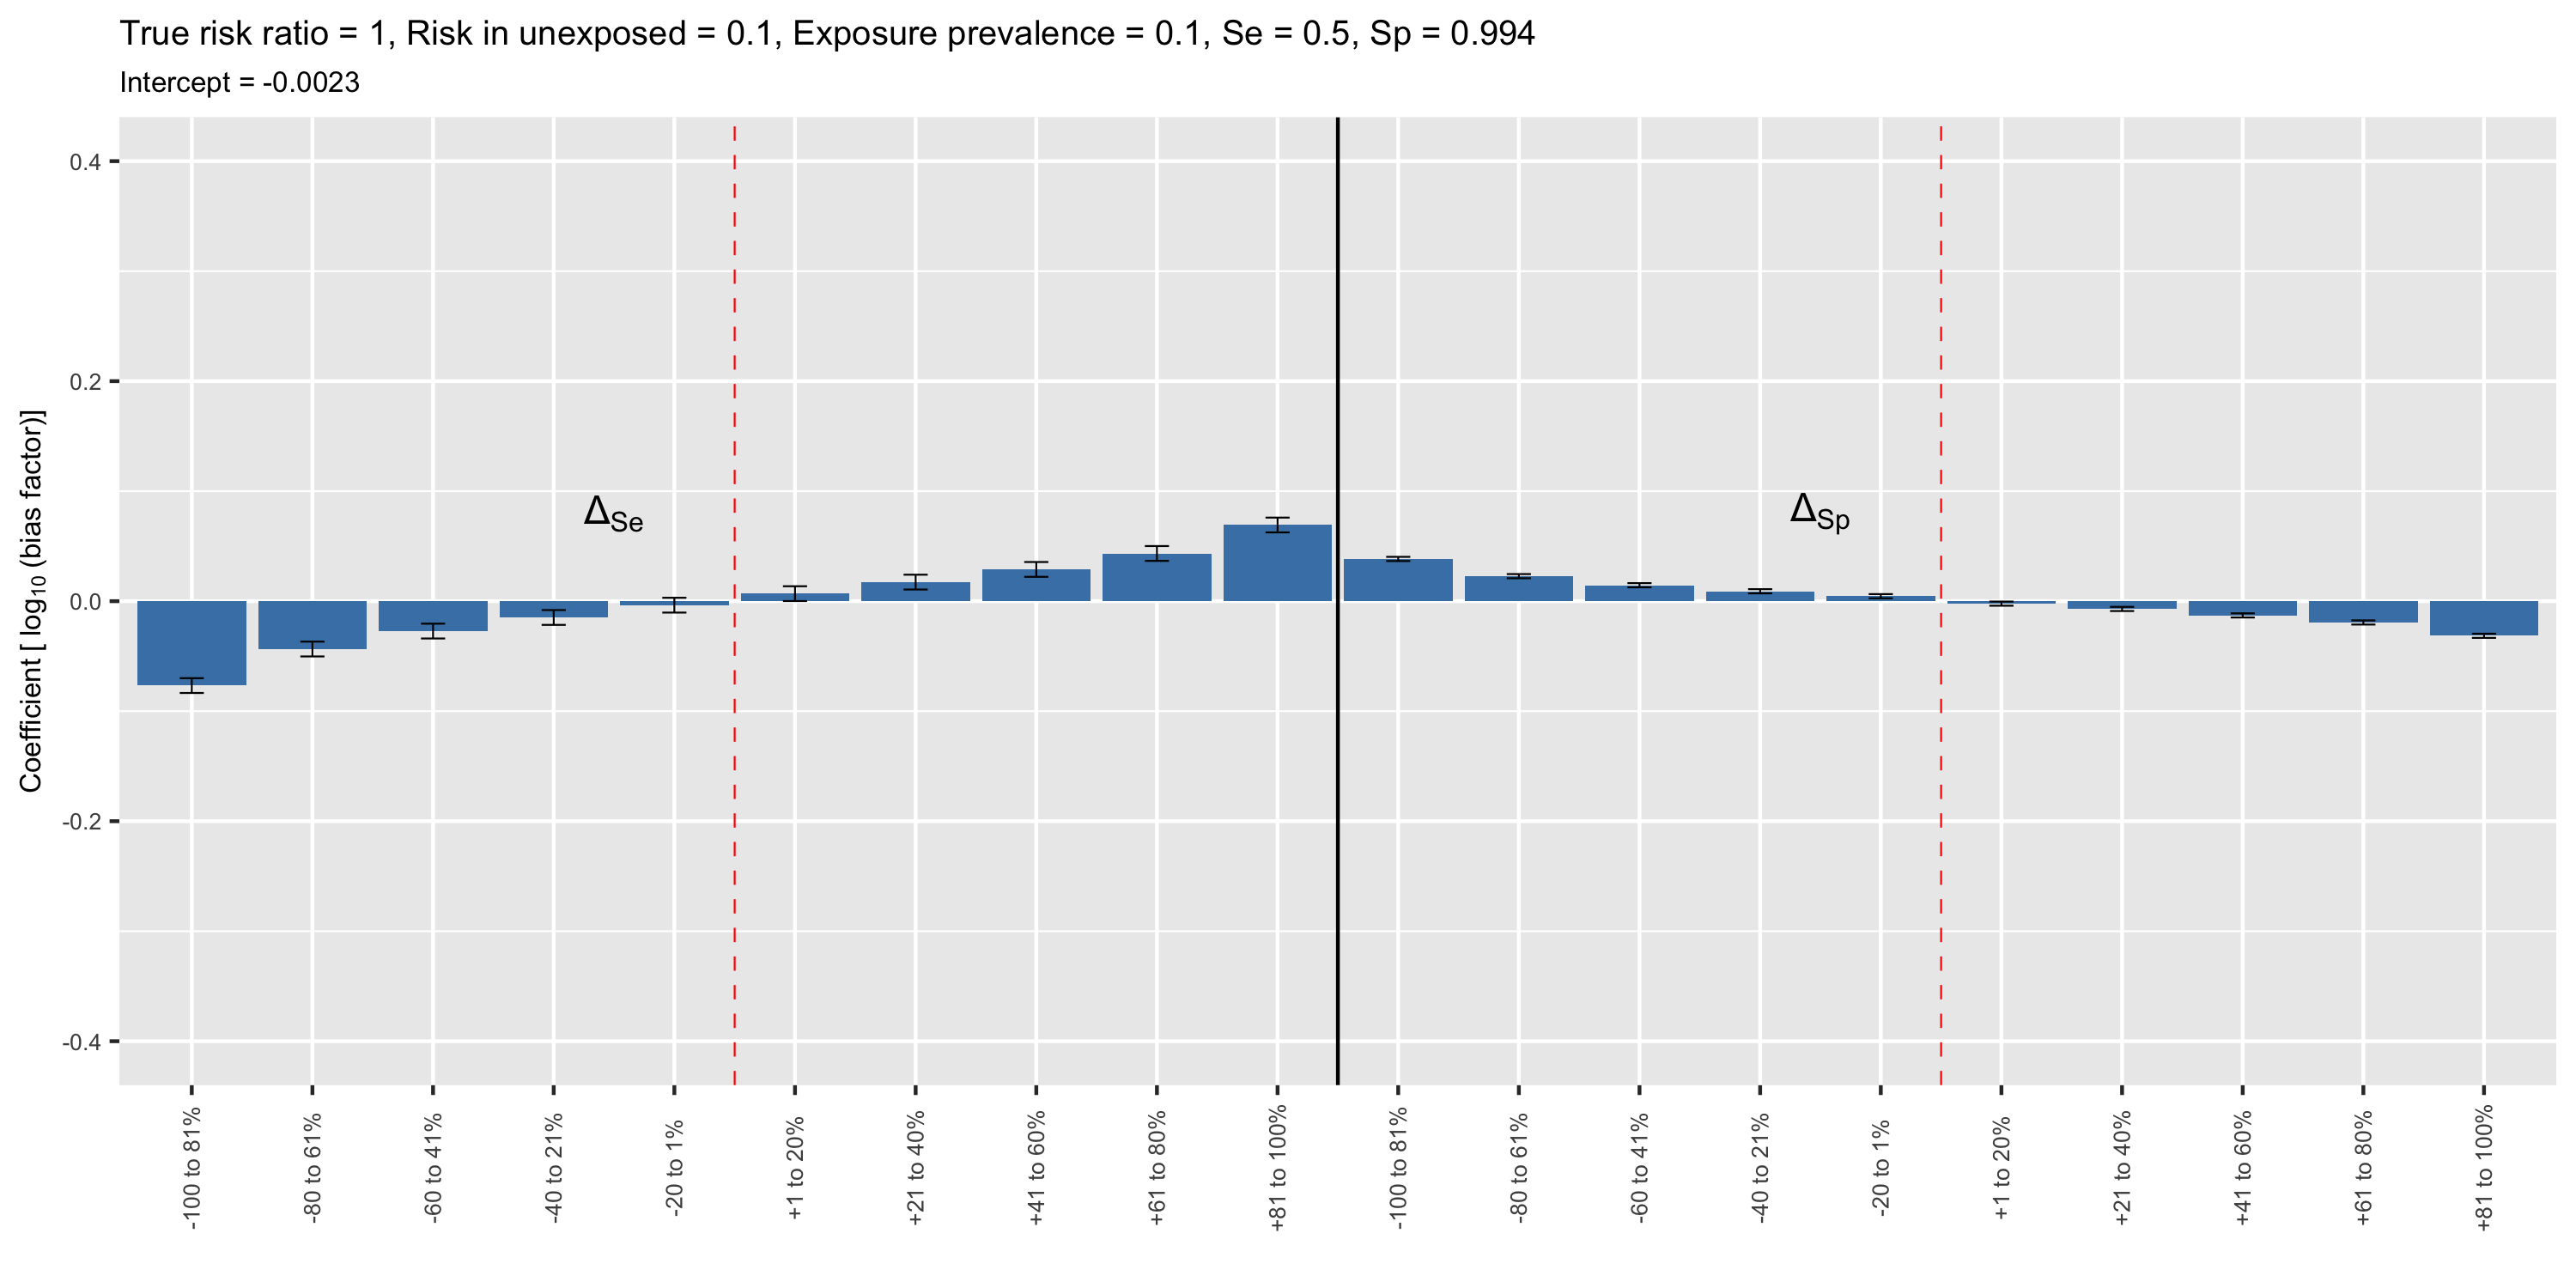 True risk ratio = 1, Risk in unexposed = 0.1, Exposure prevalence = 0.1, Se = 0.5, Sp = 0.994
Intercept = -0.0023
Coefficient [ log10 (bias factor)]
0.4
0.2
0.0
-0.2
-0.4
ΔSe
ΔSp
-100 to 81%
-80 to 61%
-60 to 41%
-40 to 21%
-20 to 1%
+1 to 20%
+21 to 40%
+41 to 60%
+61 to 80%
+81 to 100%
-100 to 81%
-80 to 61%
-60 to 41%
-40 to 21%
-20 to 1%
+1 to 20%
+21 to 40%
+41 to 60%
+61 to 80%
+81 to 100%